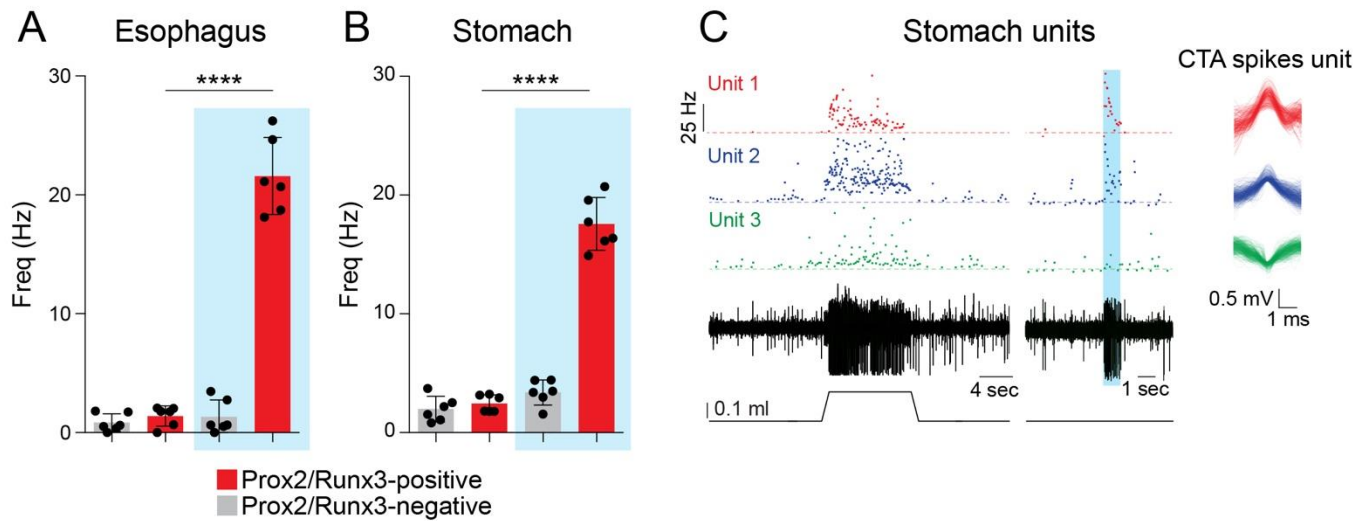 A
Esophagus
Freq (Hz)
30
20
10
0
****
B
Stomach
Freq (Hz)
30
20
10
0
****
Prox2/Runx3-positive
Prox2/Runx3-negative
C
Stomach units
CTA spikes unit
25 Hz
Unit 1
Unit 2
Unit 3
4 sec
1 sec
0.1 ml
0.5 mV
1 ms